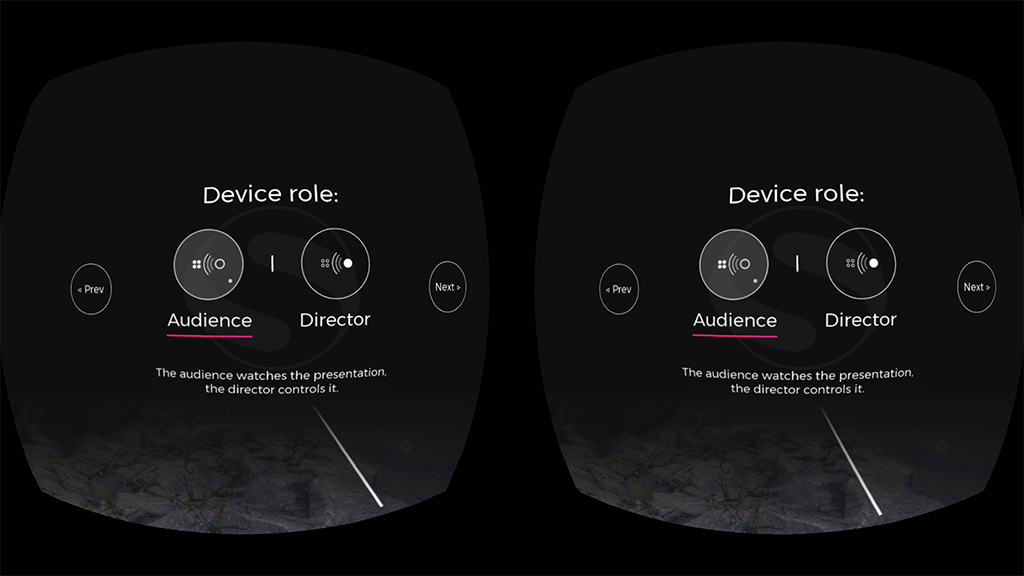 Device role:
◃ Prev
Audience
Director
Next ▹
The audience watches the presentation,
the director controls it.
Device role:
◃ Prev
Audience
Director
Next ▹
The audience watches the presentation,
the director controls it.